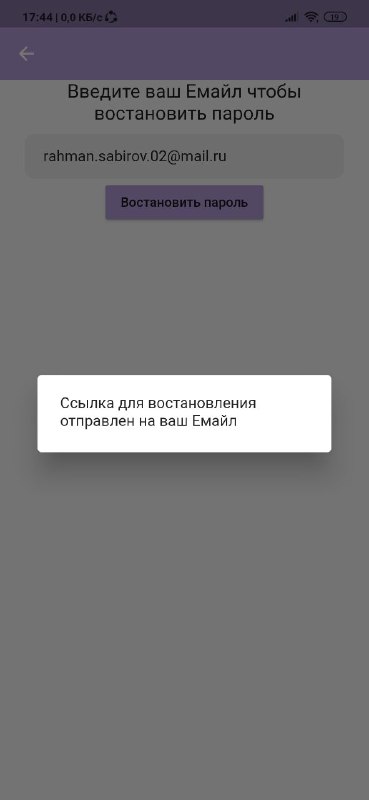 17:44 | 0,0 КБ/с
19
Введите ваш Емайл чтобы
востановить пароль
rahman.sabirov.02@mail.ru
Востановить пароль
Ссылка для востановления
отправлен на ваш Емайл